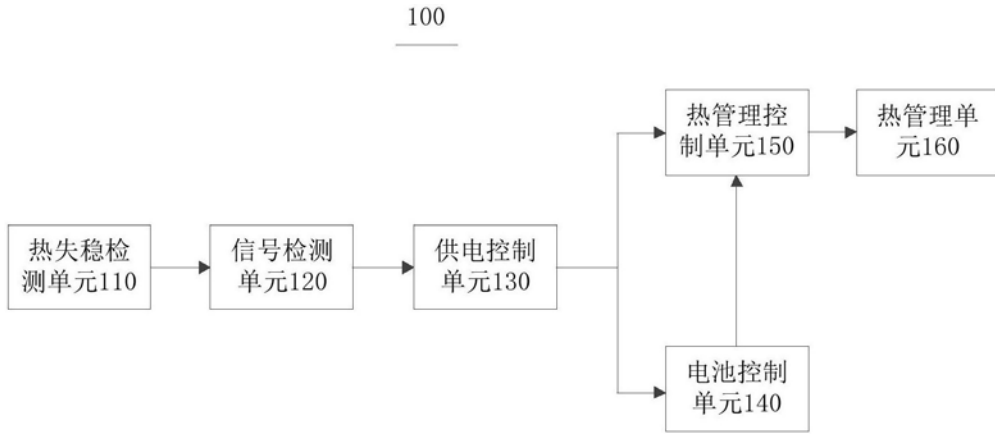 100
热管理控
制单元150
热管理单
元160
热失稳检
测单元110
信号检测
单元120
供电控制
单元130
电池控制
单元140